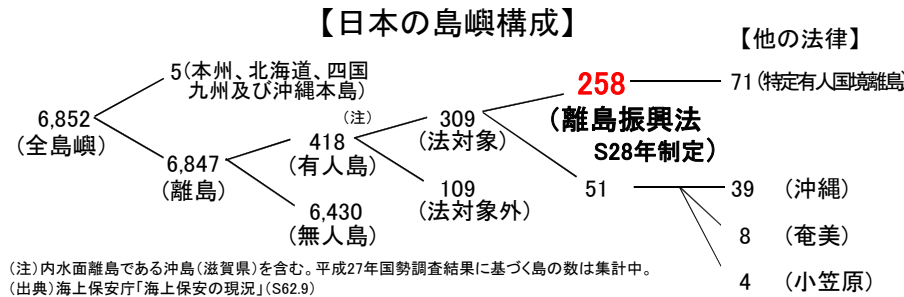 【日本の島嶼構成】
【他の法律】
5(本州、北海道、四国
九州及び沖縄本島)
6,852
(全島嶼)
6,847
(離島)
(注)
418
(有人島)
6,430
(無人島)
309
(法対象)
109
(法対象外)
258
(離島振興法
S28年制定)
51
71(特定有人国境離島)
39 (沖縄)
8 (奄美)
4 (小笠原)
(注)内水面離島である沖島(滋賀県)を含む。平成27年国勢調査結果に基づく島の数は集計中。
(出典)海上保安庁「海上保安の現況」(S62.9)